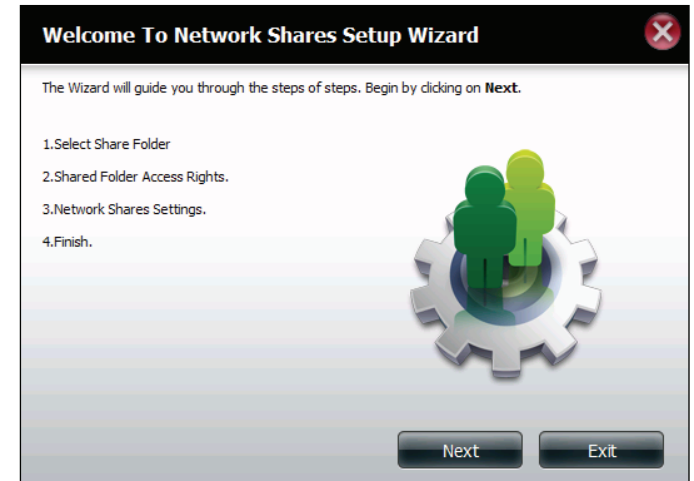 Welcome To Network Shares Setup Wizard
The Wizard will guide you through the steps of steps. Begin by clicking on Next.
1.Select Share Folder
2.Shared Folder Access Rights.
3.Network Shares Settings.
4.Finish.
Next Exit